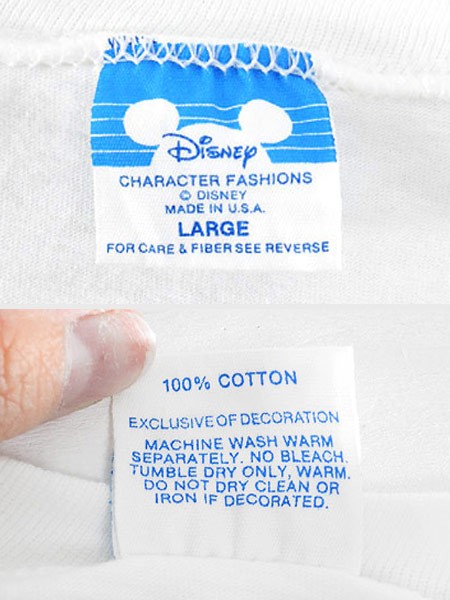 Disney
CHARACTER FASHIONS
© DISNEY
MADE IN U.S.A.
LARGE
FOR CARE & FIBER SEE REVERSE
100% COTTON
EXCLUSIVE OF DECORATION
MACHINE WASH WARM
SEPARATELY. NO BLEACH.
TUMBLE DRY ONLY, WARM.
DO NOT DRY CLEAN OR
IRON IF DECORATED.